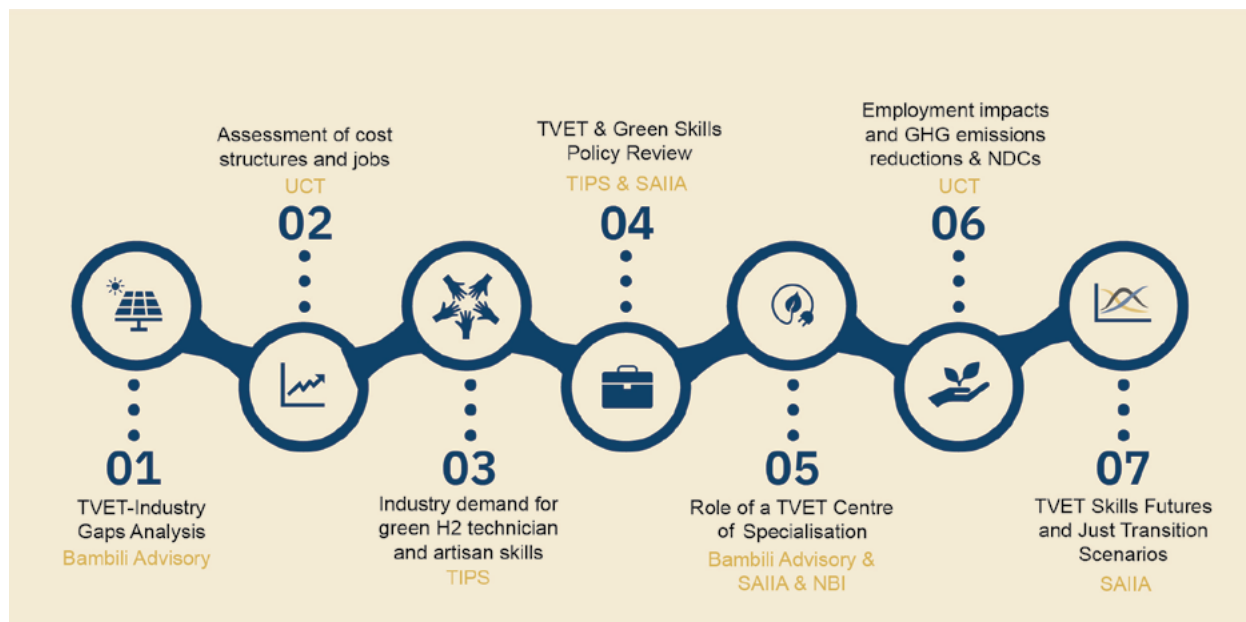 01
TVET-Industry
Gaps Analysis
Bambili Advisory
Assessment of cost
structures and jobs
UCT
02
03
Industry demand for
green H2 technician
and artisan skills
TIPS
TVET & Green Skills
Policy Review
TIPS & SAIIA
04
05
Role of a TVET Centre
of Specialisation
Bambili Advisory &
SAIIA & NBI
Employment impacts
and GHG emissions
reductions & NDCs
UCT
06
07
TVET Skills Futures
and Just Transition
Scenarios
SAIIA